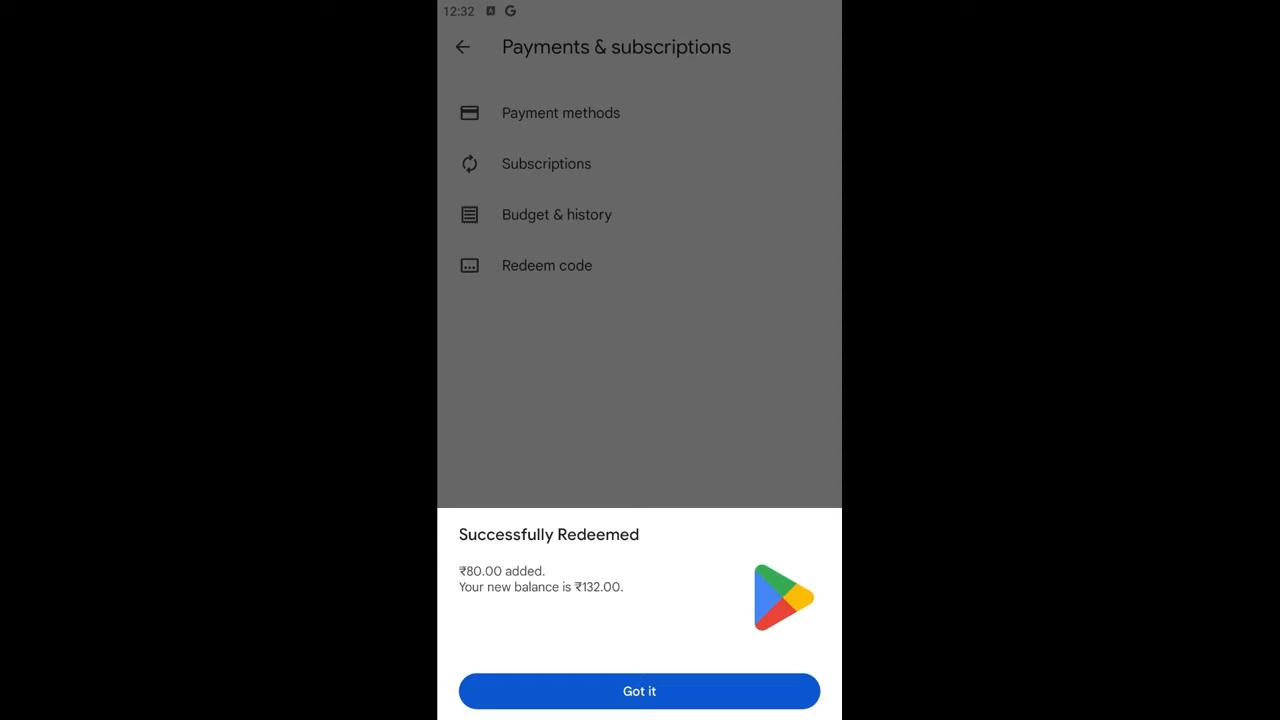 12:32
Payments & subscriptions
Payment methods
Subscriptions
Budget & history
Redeem code
Successfully Redeemed
₹80.00 added.
Your new balance is ₹132.00.
Got it